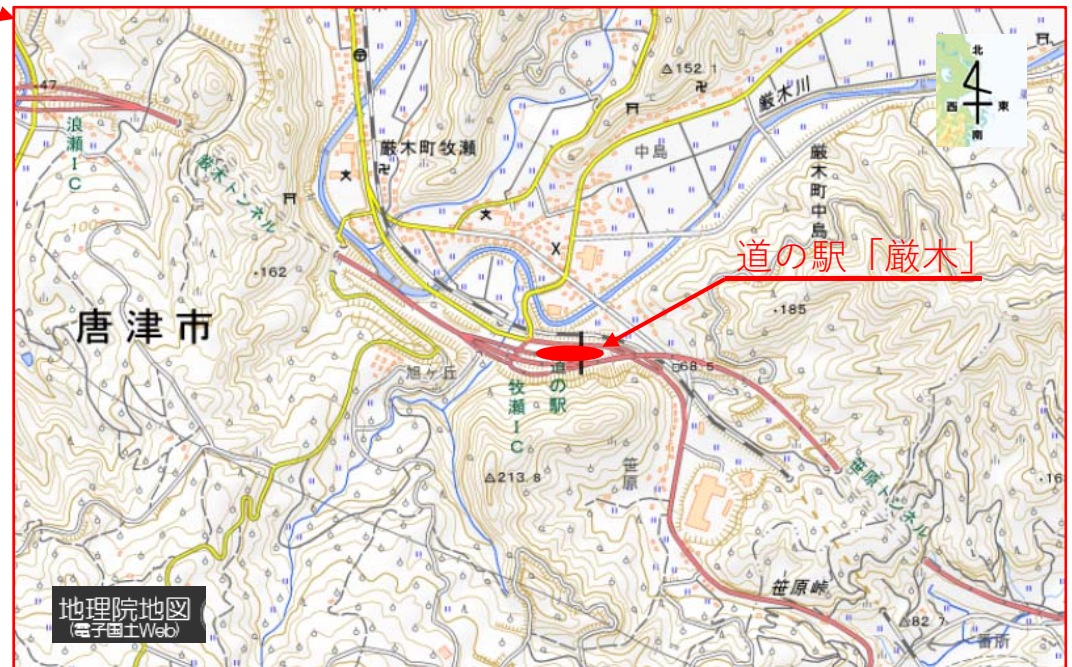 152.1
47
浪瀬IC
厳木トンネル
厳木町牧瀬
中島
厳木川
厳木町中島
北
西
東
南
道の駅「厳木」
162
185
唐津市
旭ヶ丘
牧瀬IC
道の駅
68.5
213.8
笹原
笹原トンネル
笹原峠
82.7
番所
100
地理院地図
(電子国土Web)